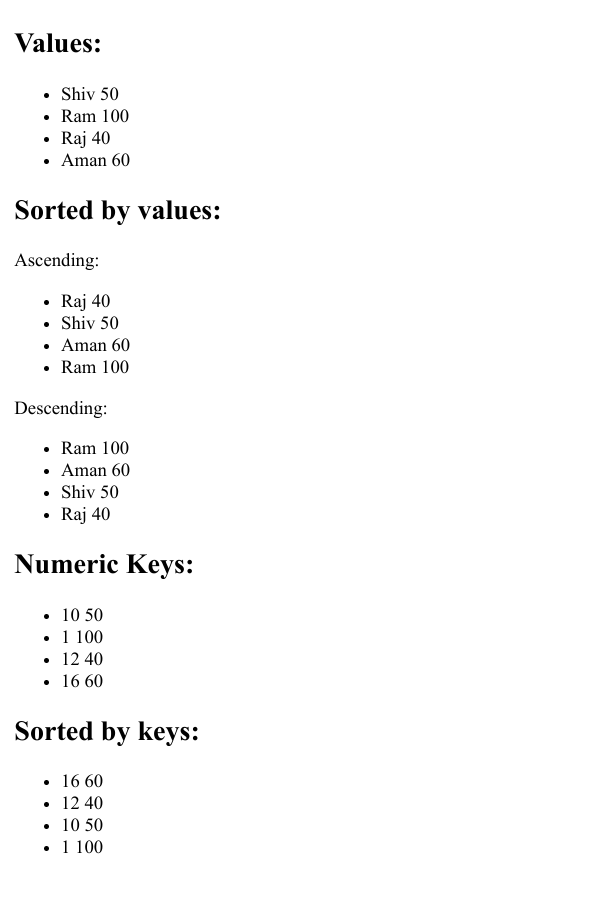 Values:
Shiv 50
Ram 100
Raj 40
Aman 60
Sorted by values:
Ascending:
Raj 40
Shiv 50
Aman 60
Ram 100
Descending:
Ram 100
Aman 60
Shiv 50
Raj 40
Numeric Keys:
10 50
1 100
12 40
16 60
Sorted by keys:
16 60
12 40
10 50
1 100